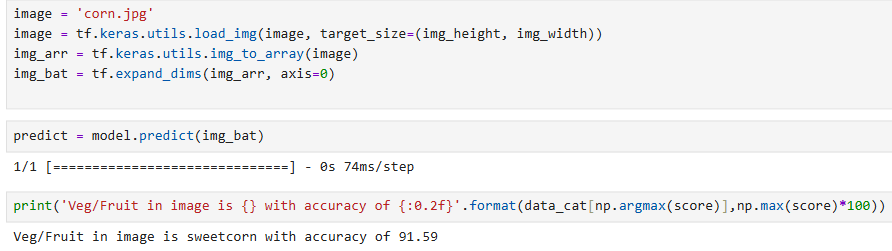 image = 'corn.jpg'
image = tf.keras.utils.load_img(image, target_size=(img_height, img_width))
img_arr = tf.keras.utils.img_to_array(image)
img_bat = tf.expand_dims(img_arr, axis=0)
predict = model.predict(img_bat)
1/1 [==============================] - 0s 74ms/step
print('Veg/Fruit in image is {} with accuracy of {:0.2f}'.format(data_cat[np.argmax(score)],np.max(score)*100))
Veg/Fruit in image is sweetcorn with accuracy of 91.59